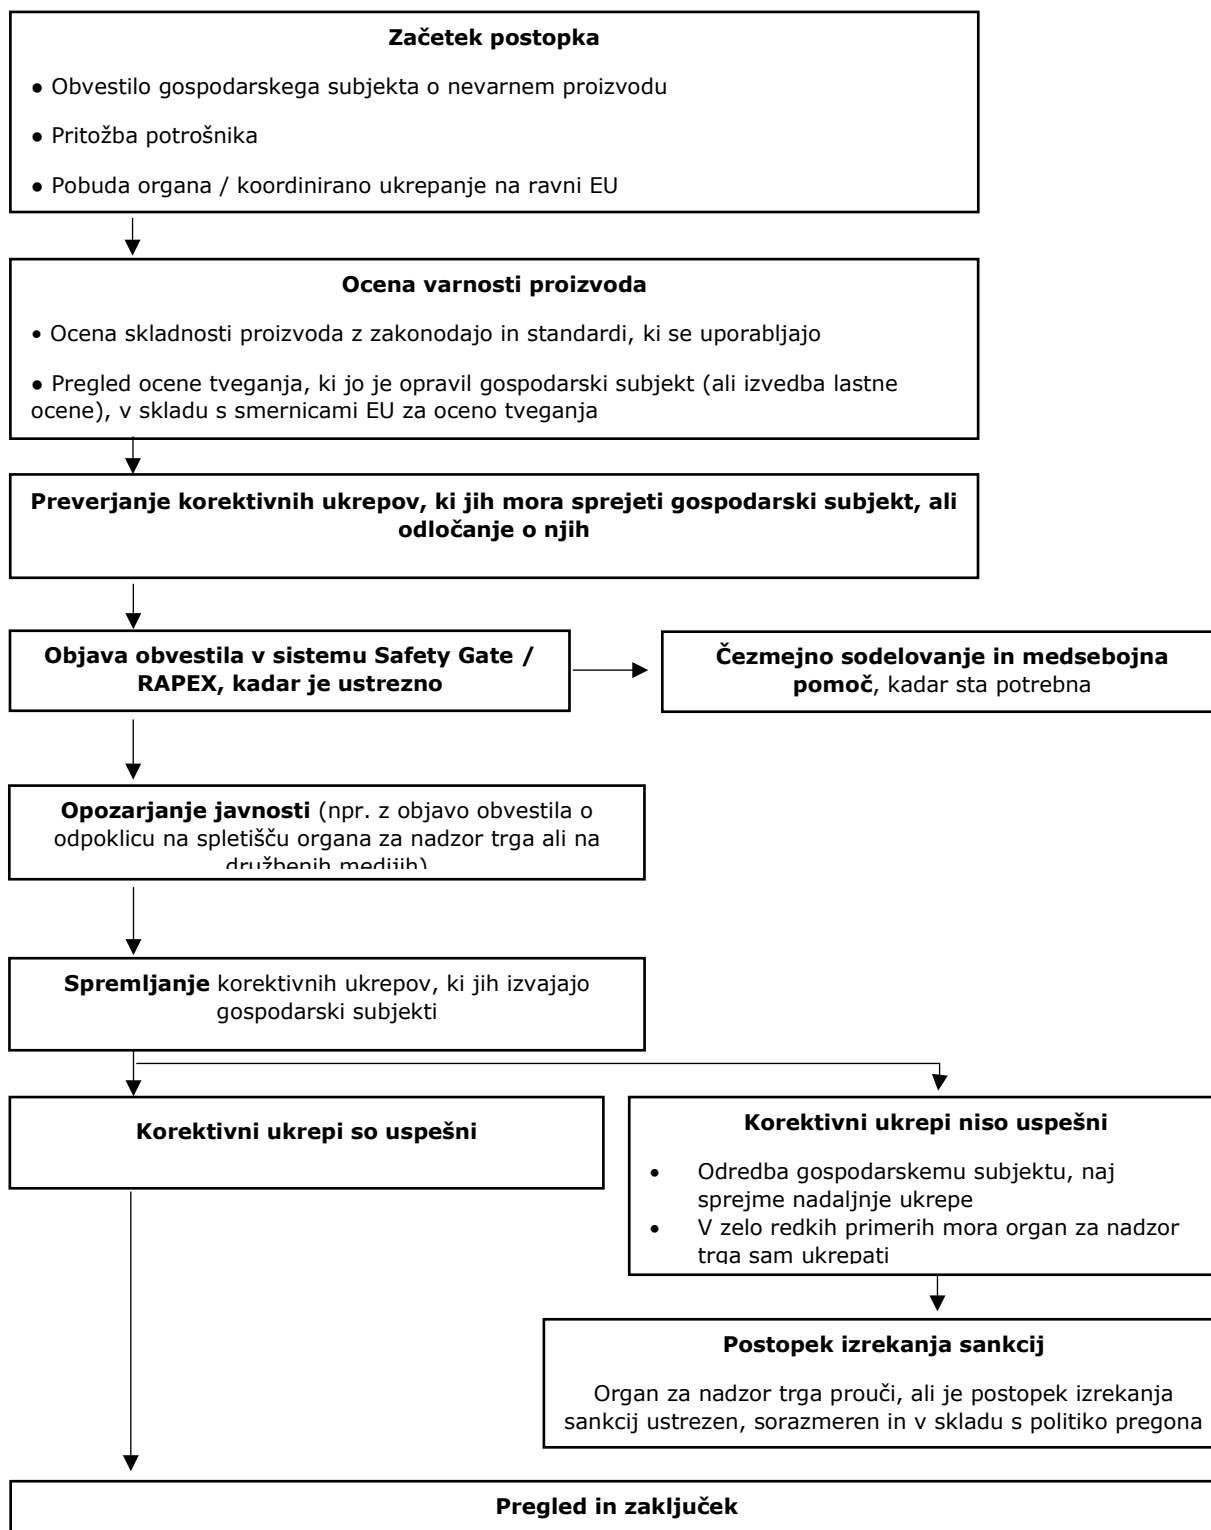 Začetek postopka
● Obvestilo gospodarskega subjekta o nevarnem proizvodu
● Pritožba potrošnika
● Pobuda organa / koordinirano ukrepanje na ravni EU
Ocena varnosti proizvoda
• Ocena skladnosti proizvoda z zakonodajo in standardi, ki se uporabljajo
● Pregled ocene tveganja, ki jo je opravil gospodarski subjekt (ali izvedba lastne
ocene), v skladu s smernicami EU za oceno tveganja
Preverjanje korektivnih ukrepov, ki jih mora sprejeti gospodarski subjekt, ali
odločanje o njih
Objava obvestila v sistemu Safety Gate /
RAPEX, kadar je ustrezno
Čezmejno sodelovanje in medsebojna
pomoč, kadar sta potrebna
Opozarjanje javnosti (npr. z objavo obvestila o
odpoklicu na spletišču organa za nadzor trga ali na
družbenih medijih)
Spremljanje korektivnih ukrepov, ki jih izvajajo
gospodarski subjekti
Korektivni ukrepi so uspešni
Korektivni ukrepi niso uspešni
• Odredba gospodarskemu subjektu, naj
sprejme nadaljnje ukrepe
• V zelo redkih primerih mora organ za nadzor
trga sam ukrepati
Postopek izrekanja sankcij
Organ za nadzor trga prouči, ali je postopek izrekanja
sankcij ustrezen, sorazmeren in v skladu s politiko pregona
Pregled in zaključek